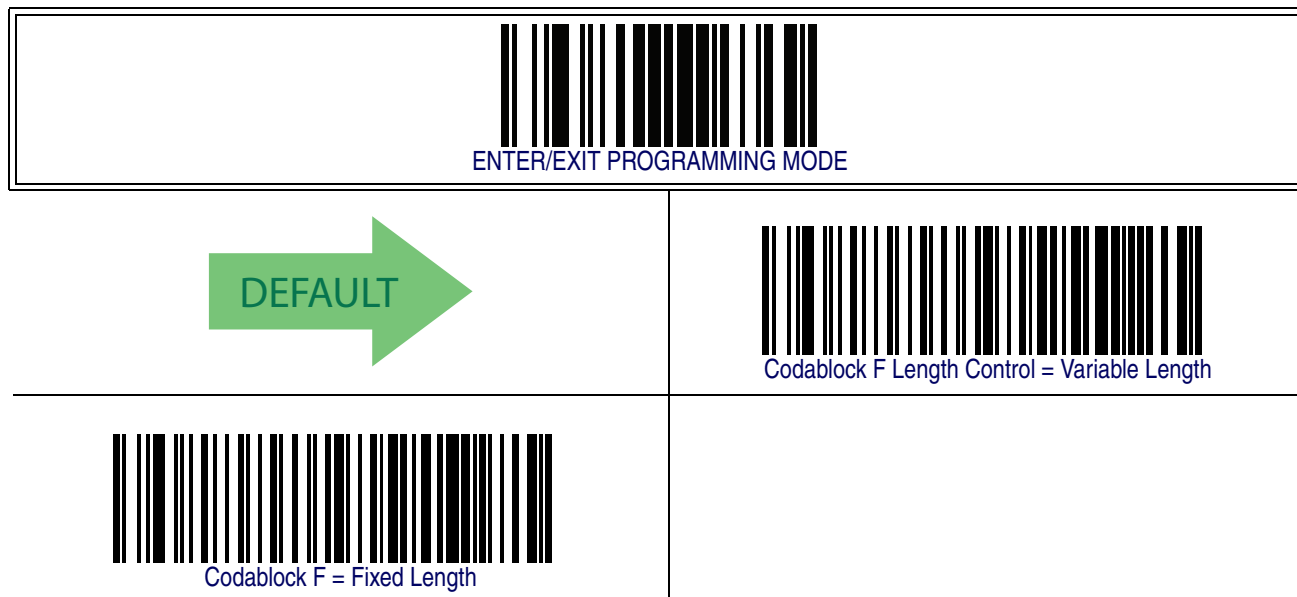 ENTER/EXIT PROGRAMMING MODE
DEFAULT
Codablock F Length Control = Variable Length
Codablock F = Fixed Length